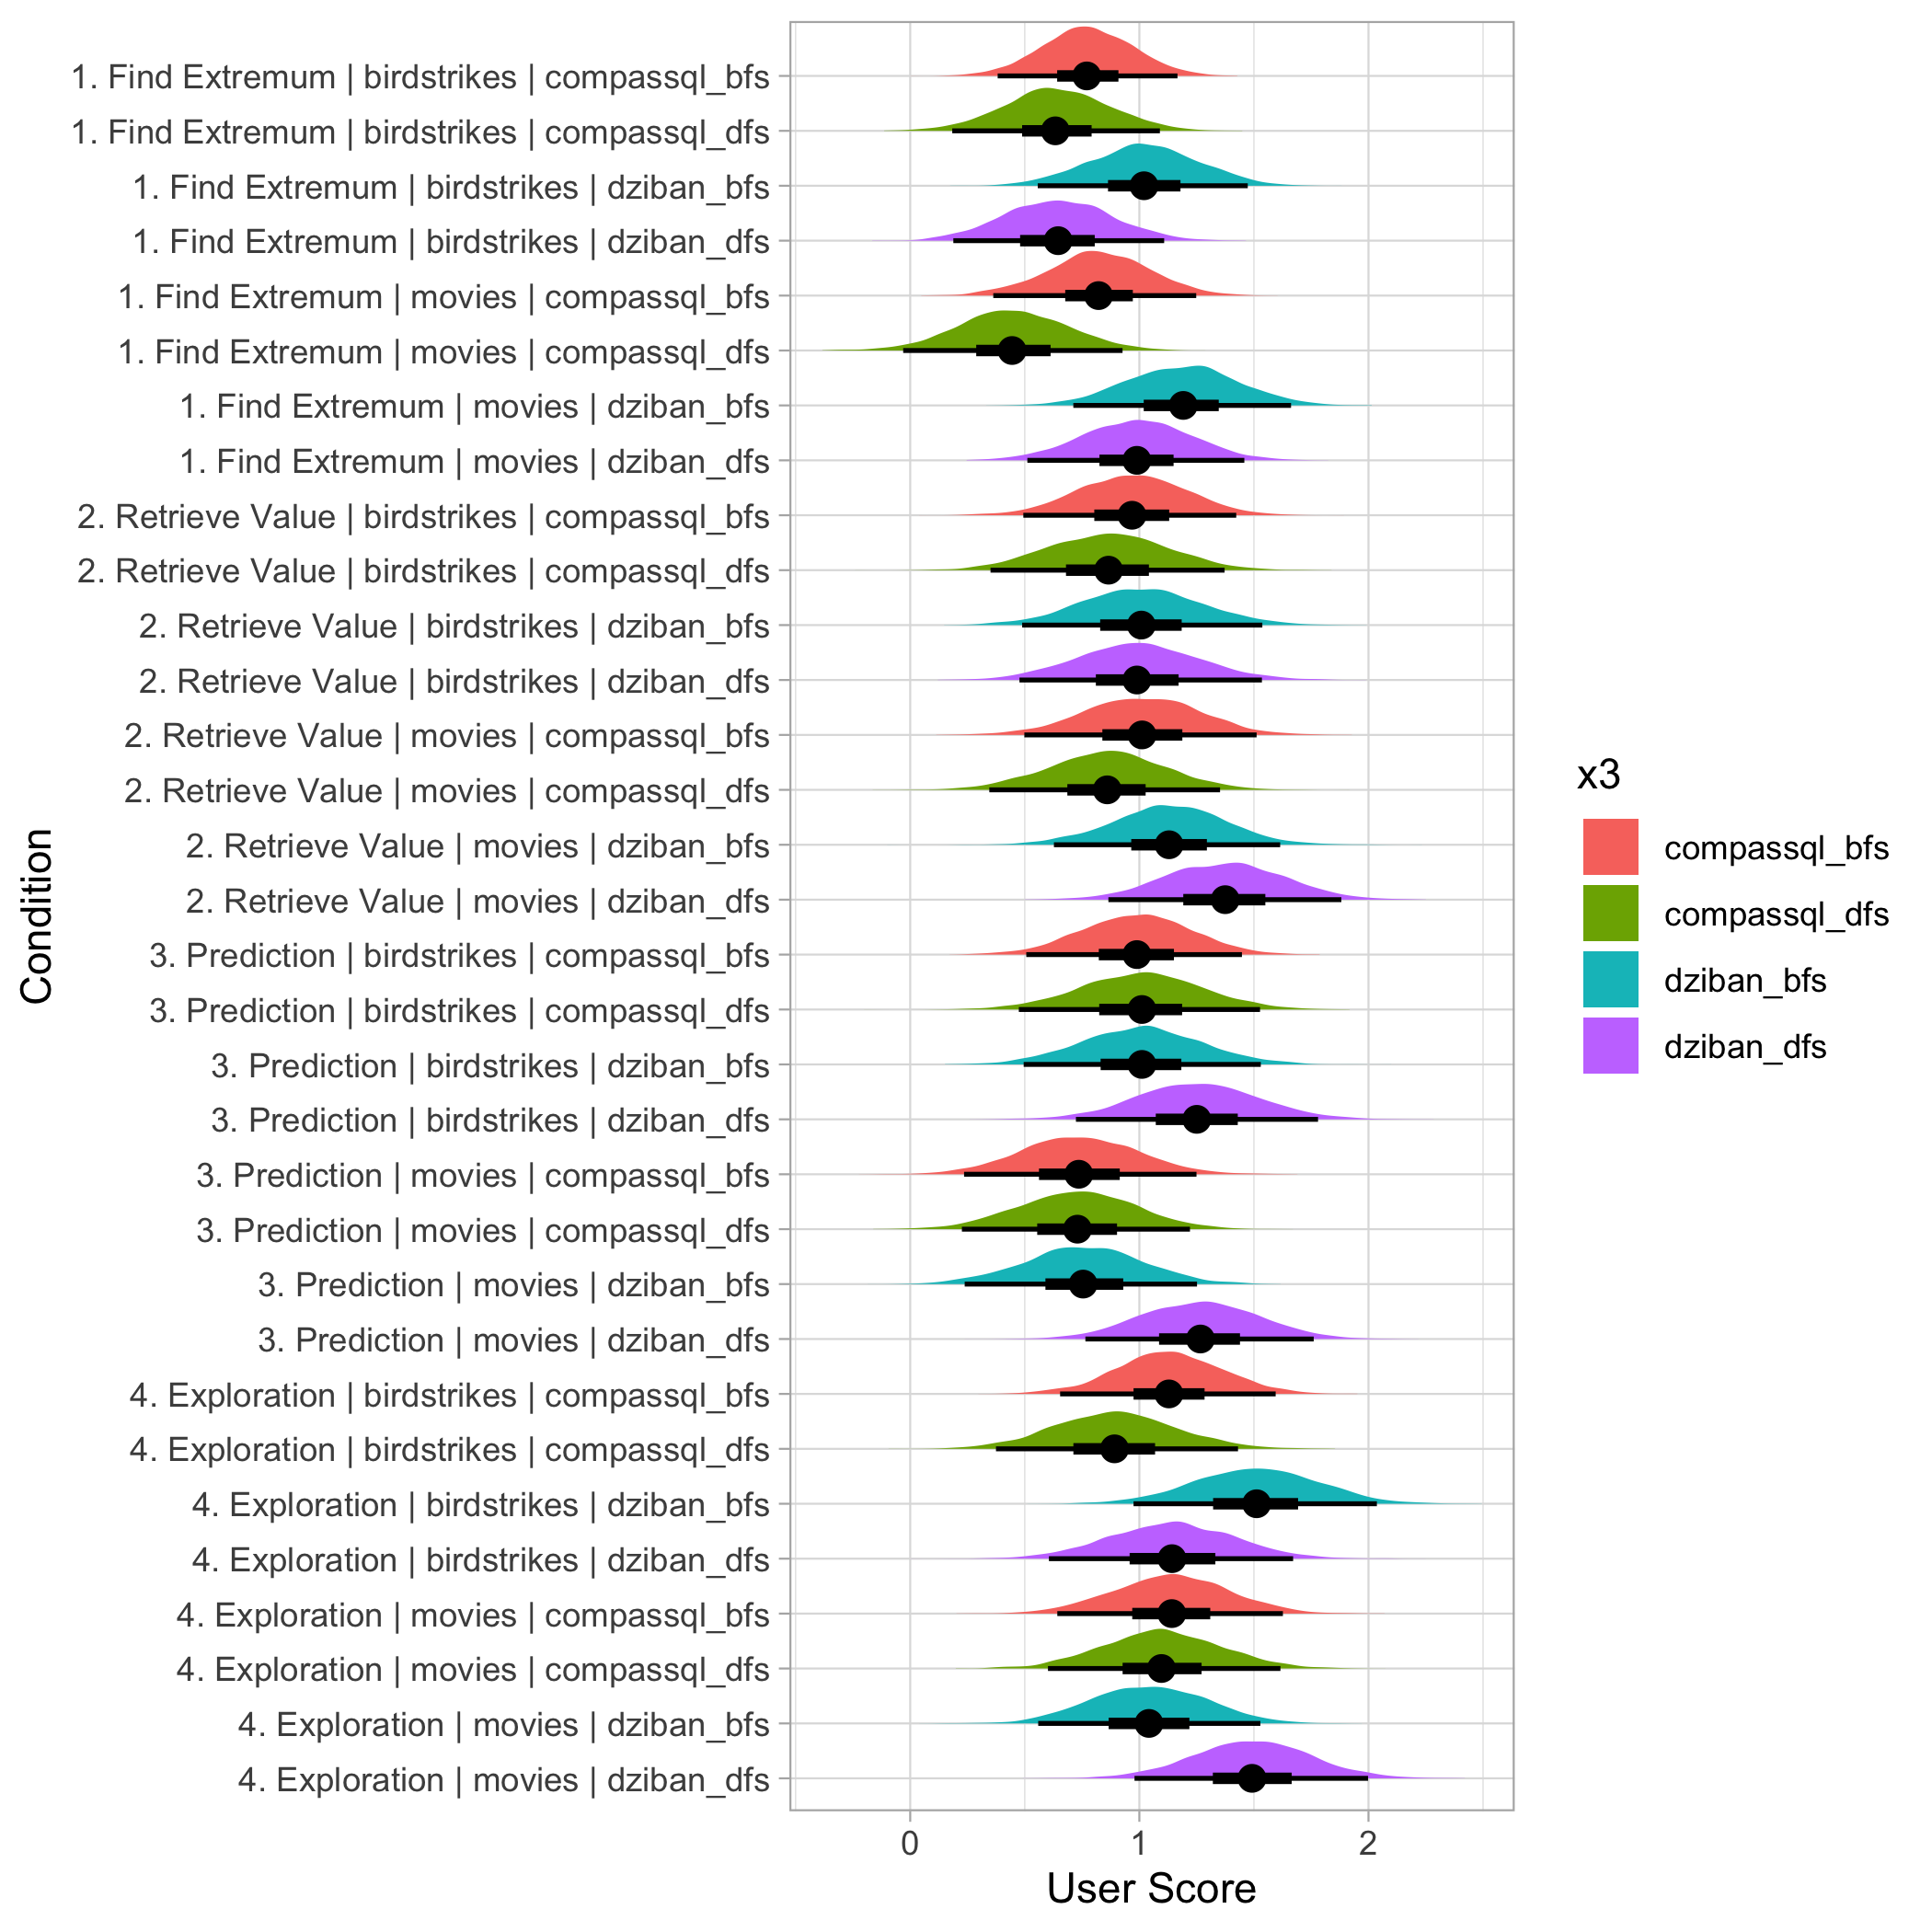 1. Find Extremum | birdstrikes | compassql_bfs
1. Find Extremum | birdstrikes | compassql_dfs
1. Find Extremum | birdstrikes | dziban_bfs
1. Find Extremum | birdstrikes | dziban_dfs
1. Find Extremum | movies | compassql_bfs
1. Find Extremum | movies | compassql_dfs
1. Find Extremum | movies | dziban_bfs
1. Find Extremum | movies | dziban_dfs
2. Retrieve Value | birdstrikes | compassql_bfs
2. Retrieve Value | birdstrikes | compassql_dfs
2. Retrieve Value | birdstrikes | dziban_bfs
2. Retrieve Value | birdstrikes | dziban_dfs
2. Retrieve Value | movies | compassql_bfs
2. Retrieve Value | movies | compassql_dfs
2. Retrieve Value | movies | dziban_bfs
2. Retrieve Value | movies | dziban_dfs
3. Prediction | birdstrikes | compassql_bfs
3. Prediction | birdstrikes | compassql_dfs
3. Prediction | birdstrikes | dziban_bfs
3. Prediction | birdstrikes | dziban_dfs
3. Prediction | movies | compassql_bfs
3. Prediction | movies | compassql_dfs
3. Prediction | movies | dziban_bfs
3. Prediction | movies | dziban_dfs
4. Exploration | birdstrikes | compassql_bfs
4. Exploration | birdstrikes | compassql_dfs
4. Exploration | birdstrikes | dziban_bfs
4. Exploration | birdstrikes | dziban_dfs
4. Exploration | movies | compassql_bfs
4. Exploration | movies | compassql_dfs
4. Exploration | movies | dziban_bfs
4. Exploration | movies | dziban_dfs
Condition
0 1 2
User Score
x3
compassql_bfs
compassql_dfs
dziban_bfs
dziban_dfs